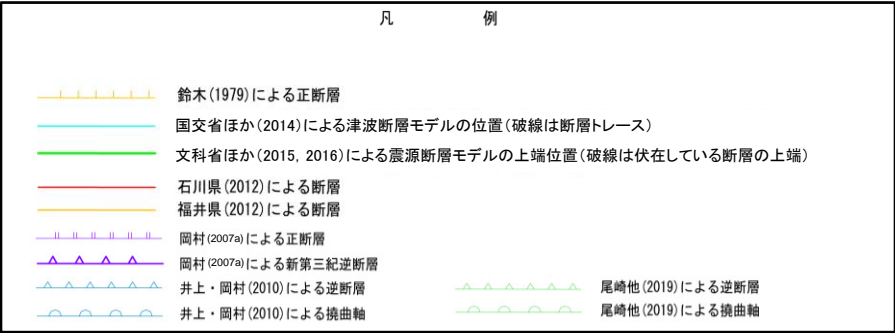 凡 例
鈴木(1979)による正断層
国交省ほか(2014)による津波断層モデルの位置(破線は断層トレース)
文科省ほか(2015, 2016)による震源断層モデルの上端位置(破線は伏在している断層の上端)
石川県(2012)による断層
福井県(2012)による断層
岡村(2007a)による正断層
岡村(2007a)による新第三紀逆断層
井上・岡村(2010)による逆断層
井上・岡村(2010)による撓曲軸
尾崎他(2019)による逆断層
尾崎他(2019)による撓曲軸